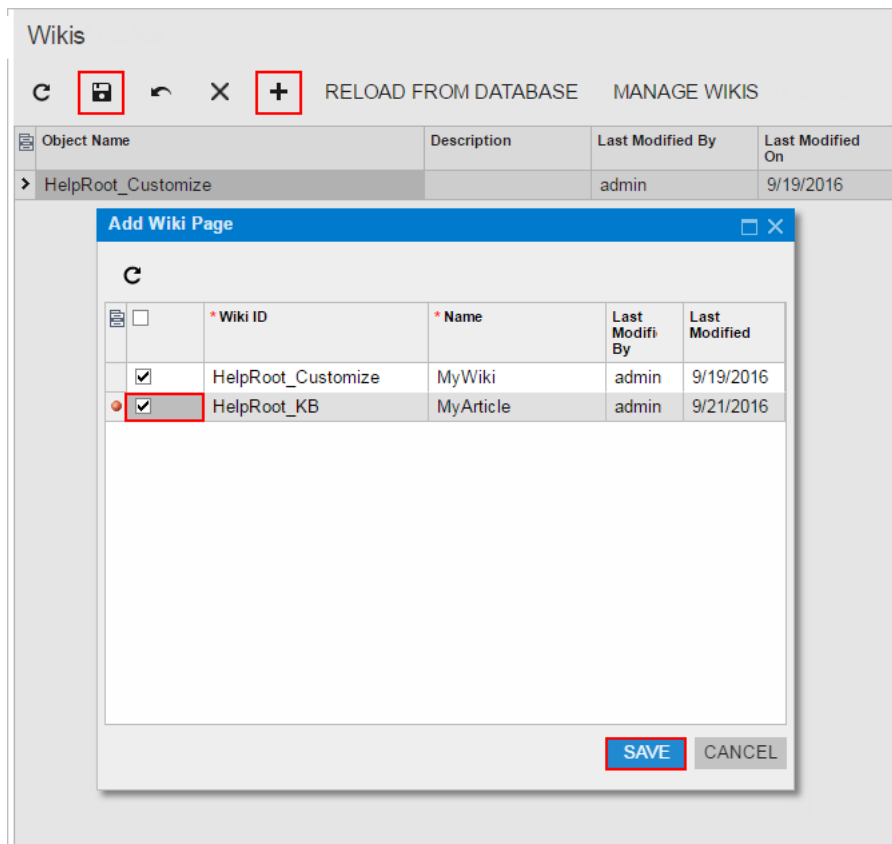 Wikis
RELOAD FROM DATABASE MANAGE WIKIS
Object Name Description Last Modified By Last Modified On
HelpRoot_Customize admin 9/19/2016
Add Wiki Page
* Wiki ID * Name Last Modifi By Last Modified
HelpRoot_Customize MyWiki admin 9/19/2016
HelpRoot_KB MyArticle admin 9/21/2016
SAVE CANCEL